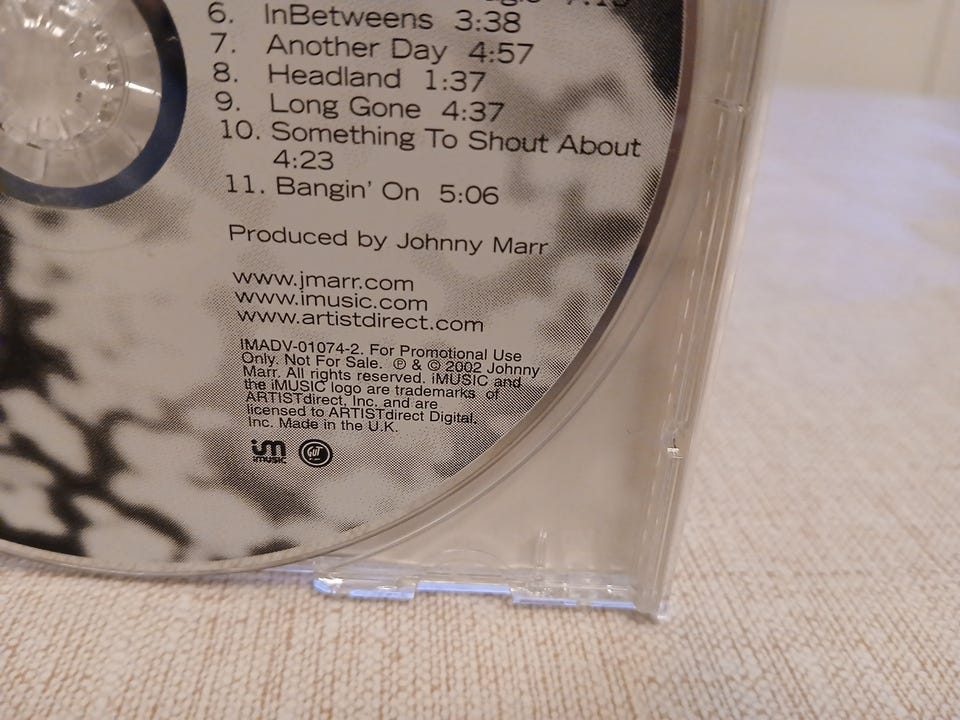 6. InBetweens 3:38
7. Another Day 4:57
8. Headland 1:37
9. Long Gone 4:37
10. Something To Shout About
4:23
11. Bangin' On 5:06
Produced by Johnny Marr
www.jmarr.com
www.imusic.com
www.artistdirect.com
IMADV-01074-2. For Promotional Use
Only. Not For Sale. ℗ & © 2002 Johnny
Marr. All rights reserved. iMUSIC and
the iMUSIC logo are trademarks of
ARTISTdirect, Inc. and are
licensed to ARTISTdirect Digital,
Inc. Made in the U.K.
im
iMUSIC
GUT